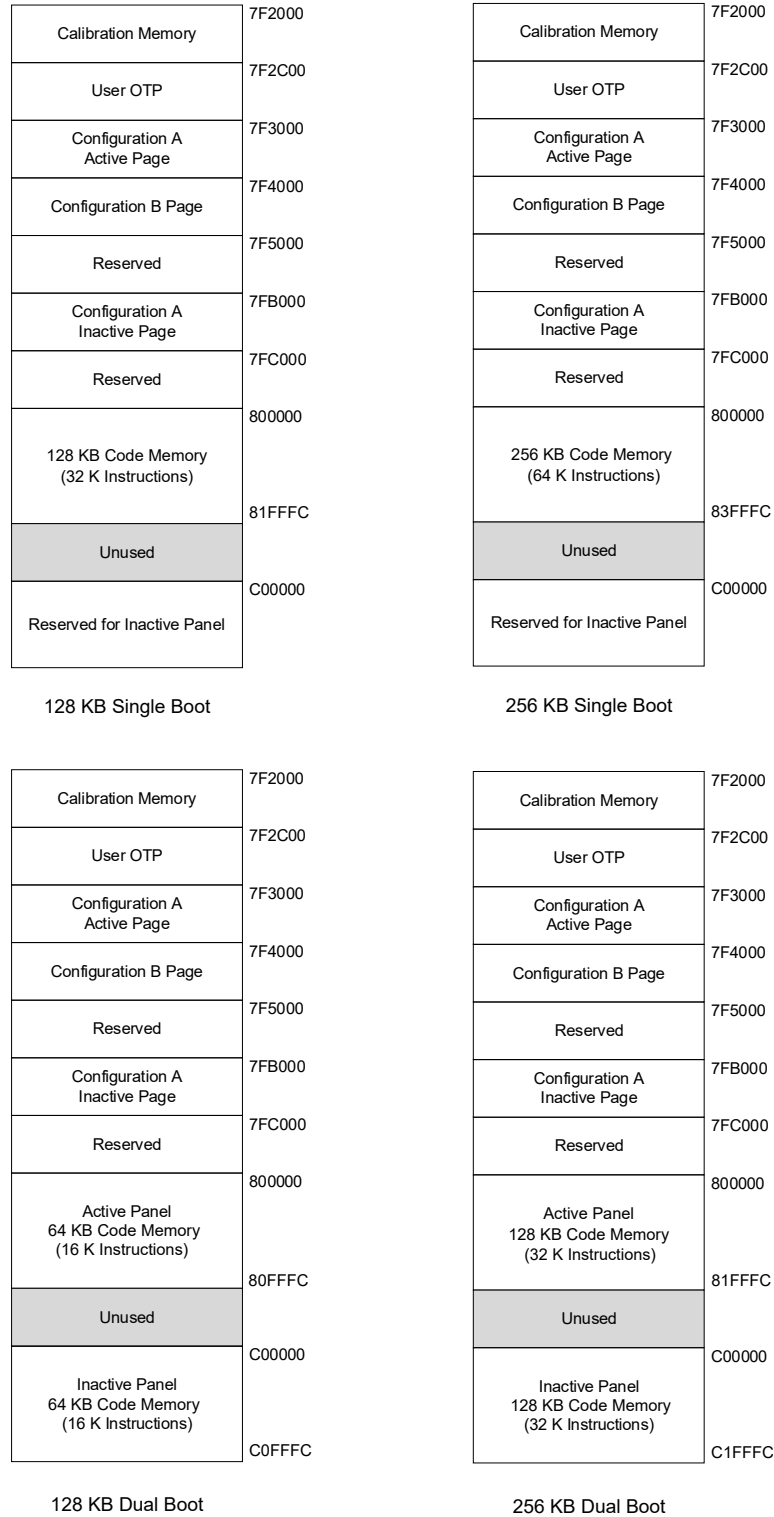 7F2000
Calibration Memory
7F2C00
User OTP
7F3000
Configuration A
Active Page
7F4000
Configuration B Page
7F5000
Reserved
7FB000
Configuration A
Inactive Page
7FC000
Reserved
800000
128 KB Code Memory
(32 K Instructions)
81FFFC
Unused
C00000
Reserved for Inactive Panel
128 KB Single Boot
7F2000
Calibration Memory
7F2C00
User OTP
7F3000
Configuration A
Active Page
7F4000
Configuration B Page
7F5000
Reserved
7FB000
Configuration A
Inactive Page
7FC000
Reserved
800000
256 KB Code Memory
(64 K Instructions)
83FFFC
Unused
C00000
Reserved for Inactive Panel
256 KB Single Boot
7F2000
Calibration Memory
7F2C00
User OTP
7F3000
Configuration A
Active Page
7F4000
Configuration B Page
7F5000
Reserved
7FB000
Configuration A
Inactive Page
7FC000
Reserved
800000
Active Panel
64 KB Code Memory
(16 K Instructions)
80FFFC
Unused
C00000
Inactive Panel
64 KB Code Memory
(16 K Instructions)
C0FFFC
128 KB Dual Boot
7F2000
Calibration Memory
7F2C00
User OTP
7F3000
Configuration A
Active Page
7F4000
Configuration B Page
7F5000
Reserved
7FB000
Configuration A
Inactive Page
7FC000
Reserved
800000
Active Panel
128 KB Code Memory
(32 K Instructions)
81FFFC
Unused
C00000
Inactive Panel
128 KB Code Memory
(32 K Instructions)
C1FFFC
256 KB Dual Boot